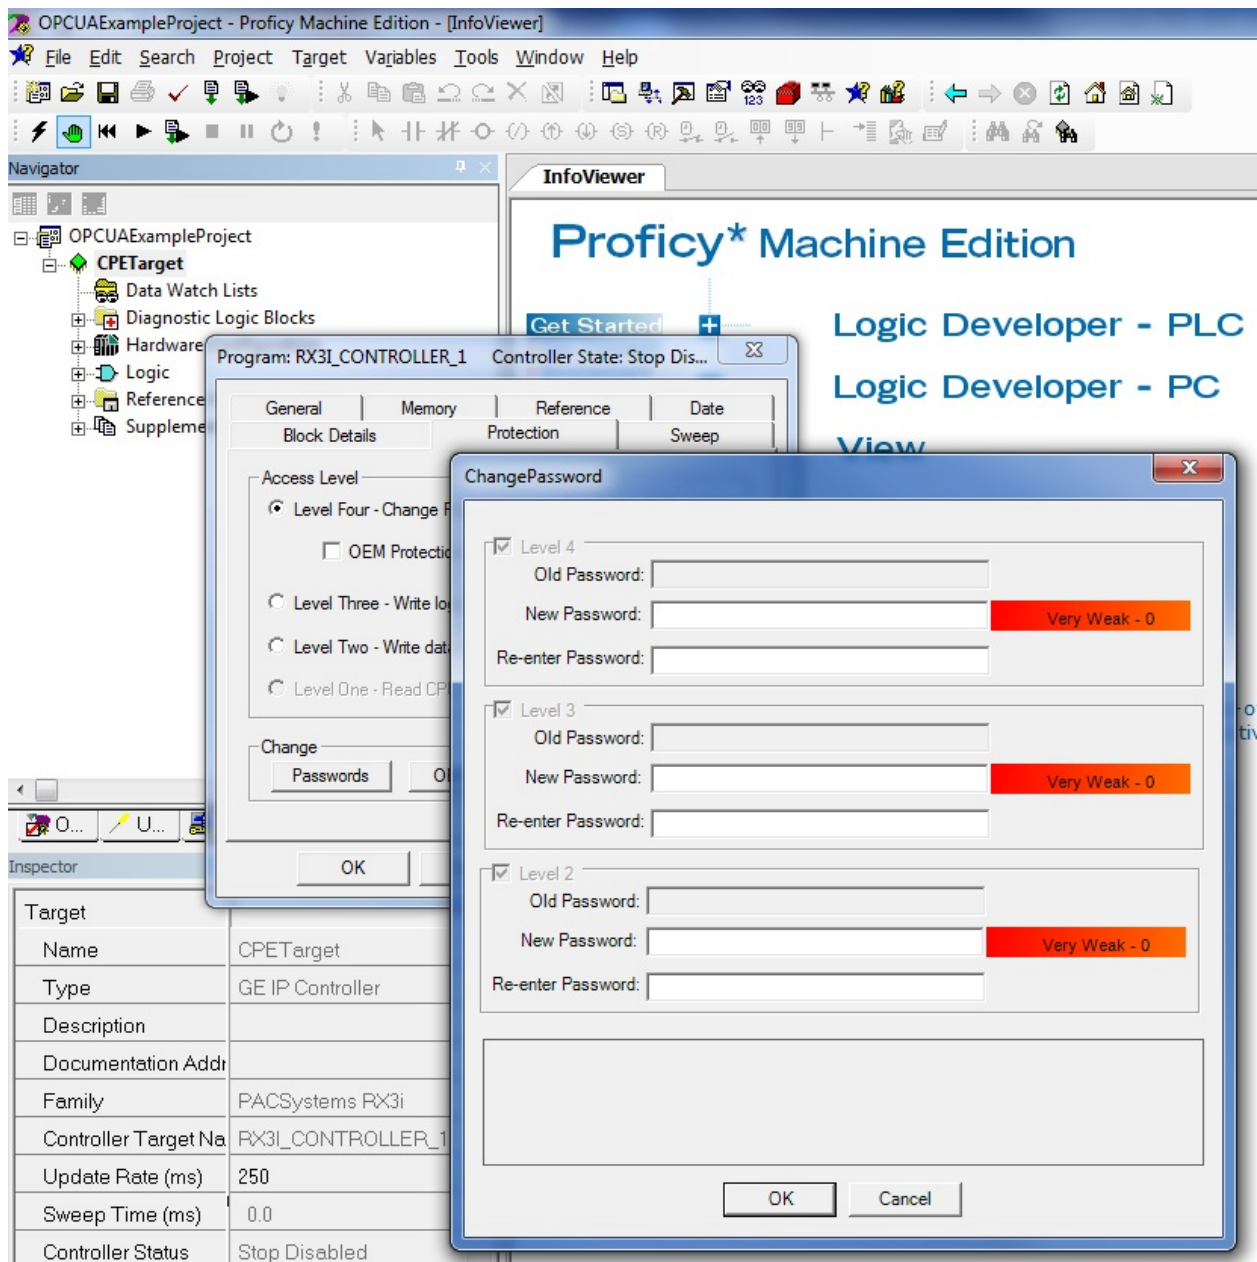 OPCUAExampleProject - Proficy Machine Edition - [InfoViewer]
File Edit Search Project Target Variables Tools Window Help
123
Navigator
InfoViewer
OPCUAExampleProject
CPETarget
Data Watch Lists
Diagnostic Logic Blocks
Hardware
Logic
Reference
Suppleme
Proficy* Machine Edition
Get Started
Logic Developer - PLC
Logic Developer - PC
View
Program: RX3I_CONTROLLER_1 Controller State: Stop Dis...
General Memory Reference Date
Block Details Protection Sweep
Access Level
Level Four - Change
OEM Protectio
Level Three - Write lo
Level Two - Write dat
Level One - Read CP
Change
Passwords
OK
ChangePassword
Level 4
Old Password:
New Password:
Very Weak - 0
Re-enter Password:
Level 3
Old Password:
New Password:
Very Weak - 0
Re-enter Password:
Level 2
Old Password:
New Password:
Very Weak - 0
Re-enter Password:
OK Cancel
O... U...
Inspector
Target
Name CPETarget
Type GE IP Controller
Description
Documentation Addr
Family PACSystems RX3i
Controller Target Na RX3I_CONTROLLER_1
Update Rate (ms) 250
Sweep Time (ms) 0.0
Controller Status Stop Disabled